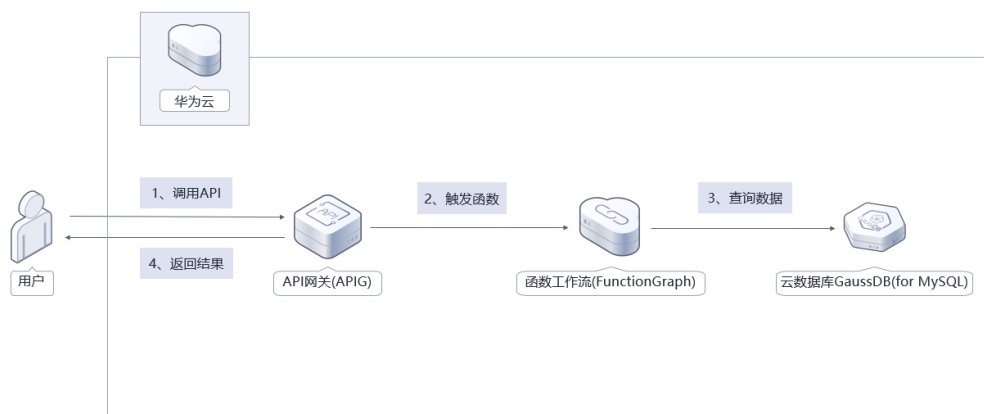 华为云
1、调用API
2、触发函数
3、查询数据
4、返回结果
用户
API网关(APIG)
函数工作流(FunctionGraph)
云数据库GaussDB(for MySQL)
API